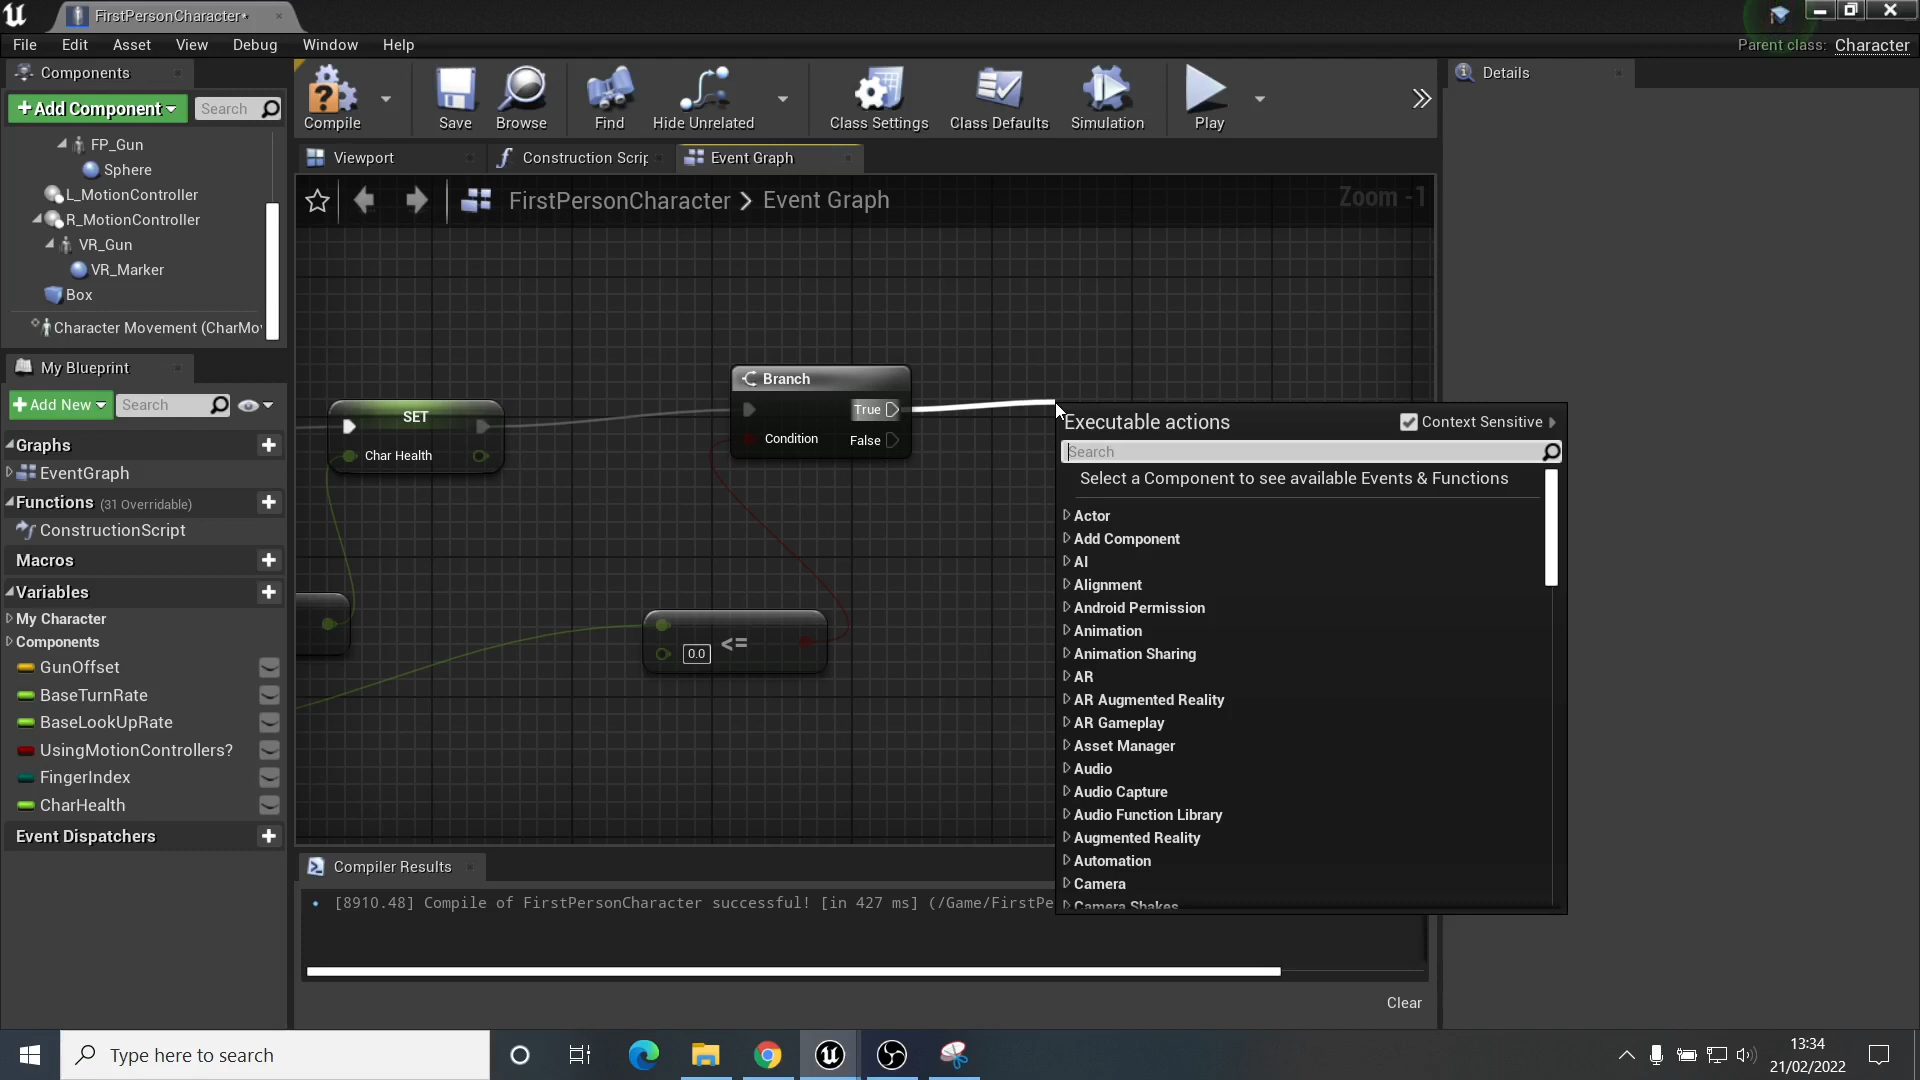 FirstPersonCharacter*
File Edit Asset View Debug Window Help
Parent class: Character
Components
Add Component
Search
FP_Gun
Sphere
L_MotionController
R_MotionController
VR_Gun
VR_Marker
Box
Character Movement (CharMo
My Blueprint
Add New
Search
Graphs
EventGraph
Functions (31 Overridable)
ConstructionScript
Macros
Variables
My Character
Components
GunOffset
BaseTurnRate
BaseLookUpRate
UsingMotionControllers?
FingerIndex
CharHealth
Event Dispatchers
Compile
Save
Browse
Find
Hide Unrelated
Class Settings
Class Defaults
Simulation
Play
Viewport
Construction Scrip
Event Graph
FirstPersonCharacter > Event Graph
Zoom -1
SET
Char Health
Branch
True
Condition
False
0.0
<=
Executable actions
Context Sensitive
Search
Select a Component to see available Events & Functions
Actor
Add Component
AI
Alignment
Android Permission
Animation
Animation Sharing
AR
AR Augmented Reality
AR Gameplay
Asset Manager
Audio
Audio Capture
Audio Function Library
Augmented Reality
Automation
Camera
Camera Shakes
Compiler Results
[8910.48] Compile of FirstPersonCharacter successful! [in 427 ms] (/Game/FirstPe
Clear
Details
Type here to search
13:34
21/02/2022